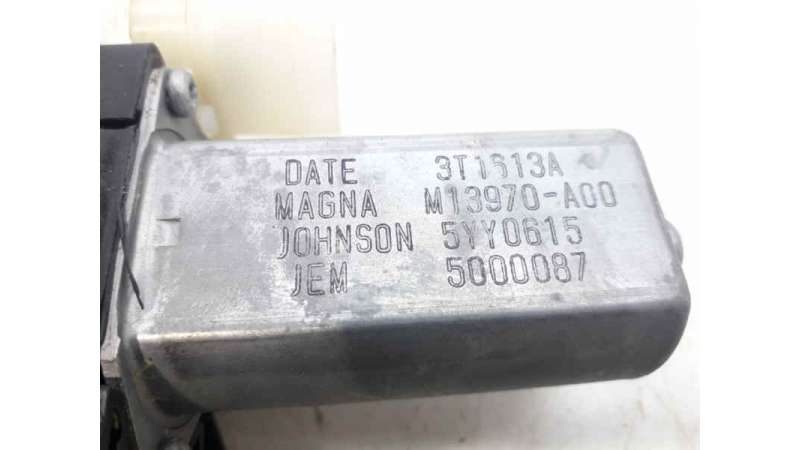 DATE 3T1613A
MAGNA M13970-A00
JOHNSON 5YY0615
JEM 5000087